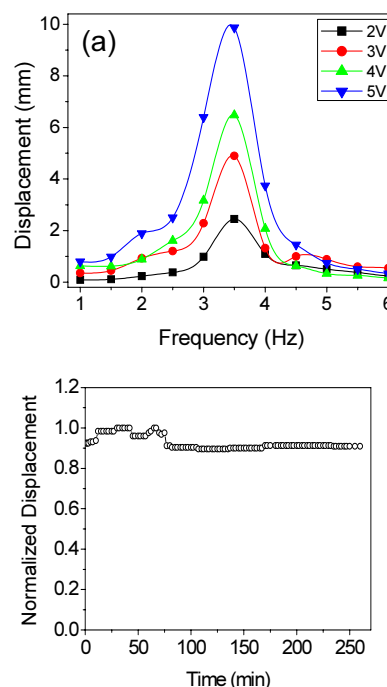 (a)
2V
3V
4V
5V
10
8
6
4
2
0
Displacement (mm)
1 2 3 4 5 6
Frequency (Hz)
1.2
1.0
0.8
0.6
0.4
0.2
0.0
Normalized Displacement
0 50 100 150 200 250
Time (min)